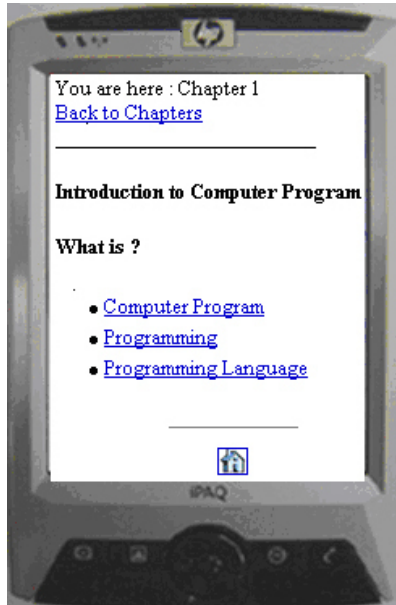 hp
You are here : Chapter 1
Back to Chapters
Introduction to Computer Program
What is ?
Computer Program
Programming
Programming Language
iPAQ